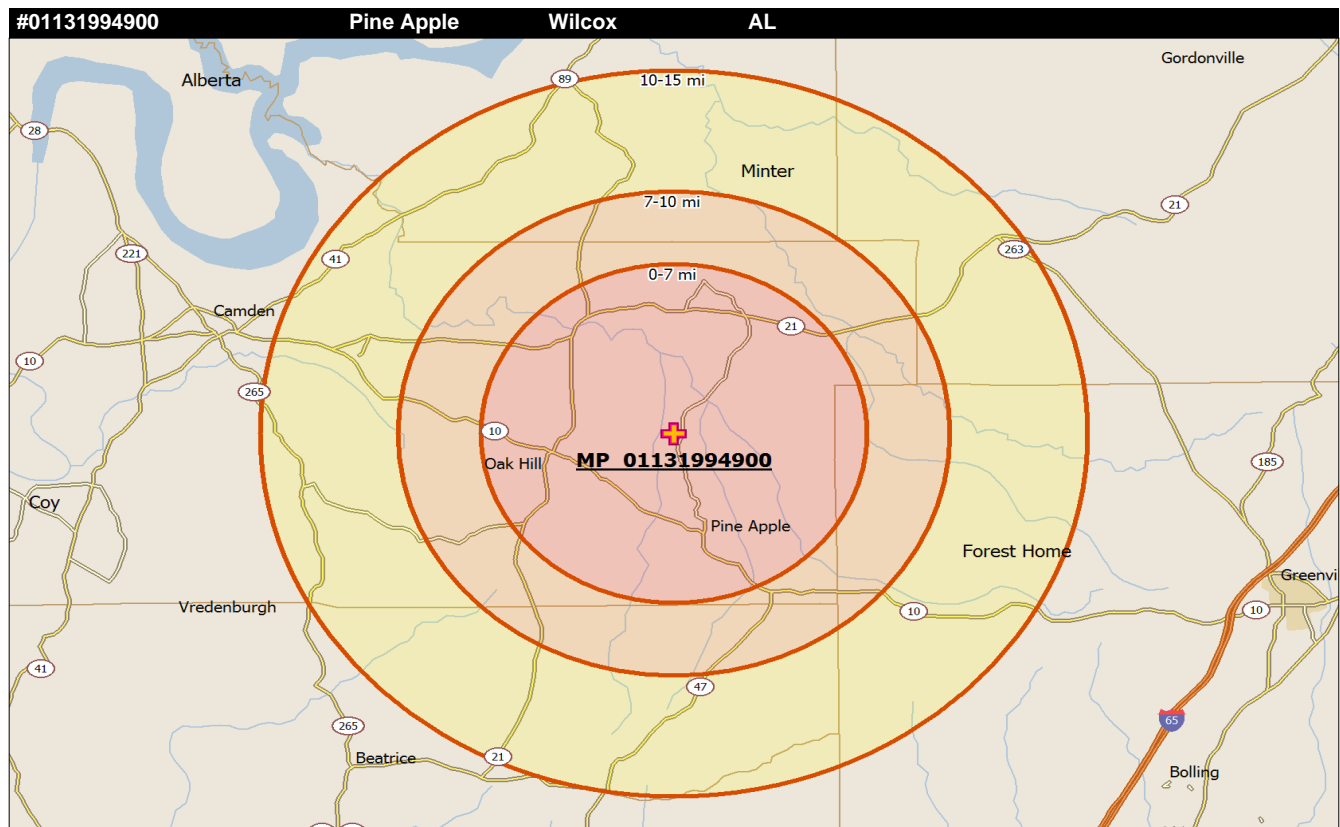 #01131994900 Pine Apple Wilcox AL
Gordonville
Alberta
89
10-15 mi
28
Minter
7-10 mi
21
221
41
263
0-7 mi
Camden
21
10
265
10
MP 01131994900
Oak Hill
185
Coy
Pine Apple
Forest Home
Greenvi
Vredenburgh
10
10
41
47
265
65
Beatrice
21
Bolling